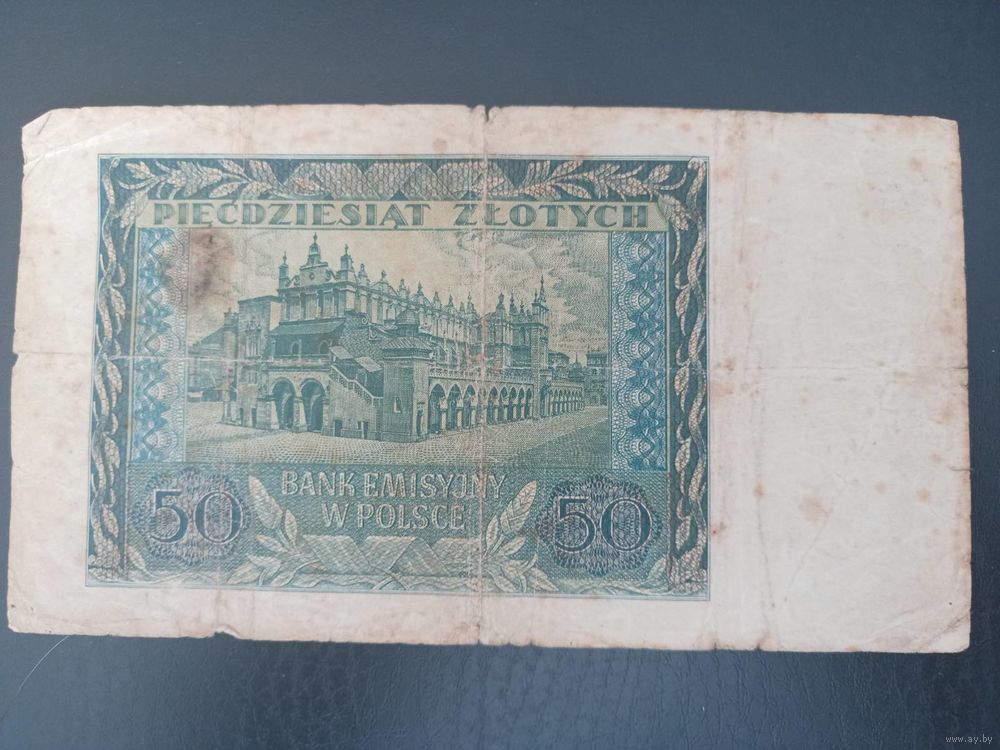 PIĘĆDZIESIĄT ZŁOTYCH
BANK EMISYJNY
W POLSCE
50
50
www.ay.by